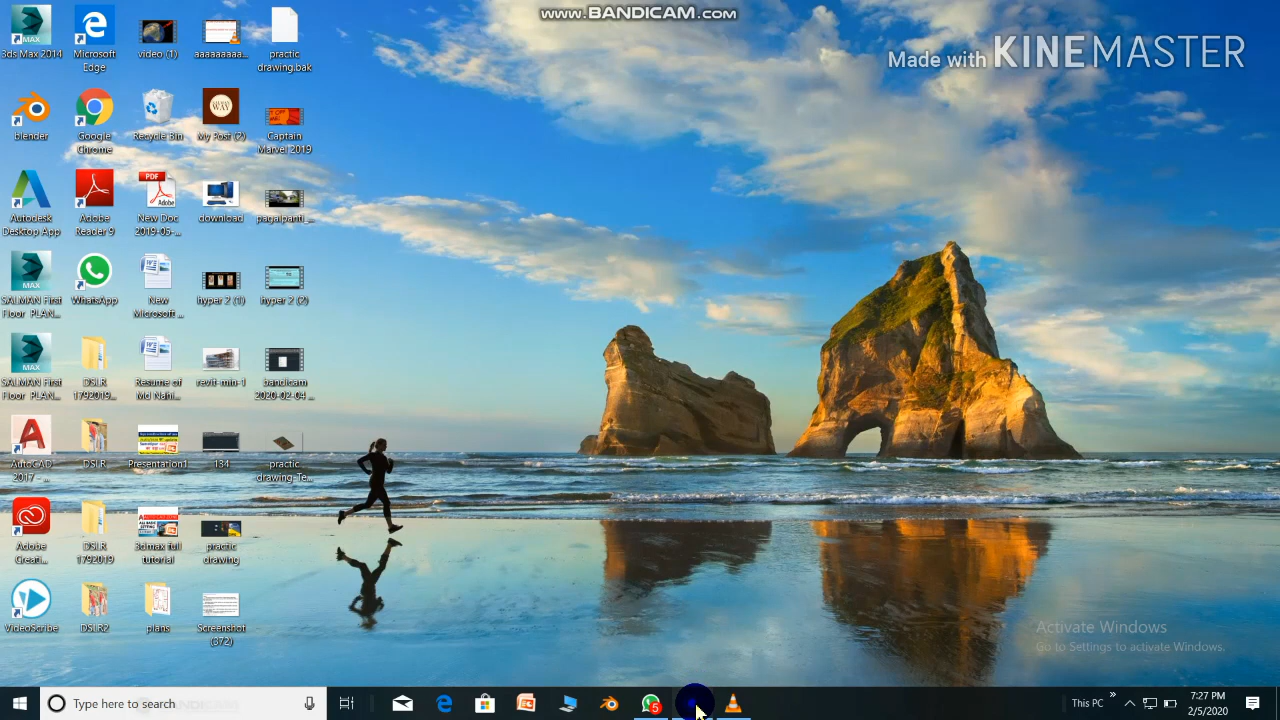 www.BANDICAM.com
Made with KINEMASTER
3ds Max 2014
Microsoft
Edge
video (1)
aaaaaaaaa...
practic
drawing.bak
blender
Google
Chrome
Recycle Bin
My Post (2)
Captain
Marvel 2019
Autodesk
Desktop App
Adobe
Reader 9
New Doc
2019-05-...
download
pagalpanti_...
SALMAN First
Floor PLAN...
WhatsApp
New
Microsoft ...
hyper 2 (1)
hyper 2 (2)
SALMAN First
Floor PLAN...
DSLR
1792019...
Resume of
Md Nahi...
revit-min-1
bandicam
2020-02-04 ...
AutoCAD
2017 - ...
DSLR
Presentation1
134
practic
drawing-Te...
Adobe
Creati...
DSLR
1792019
3dmax full
tutorial
practic
drawing
VideoScribe
DSLR2
plans
Screenshot
(372)
Activate Windows
Go to Settings to activate Windows.
Type here to search
5
This PC
7:27 PM
2/5/2020